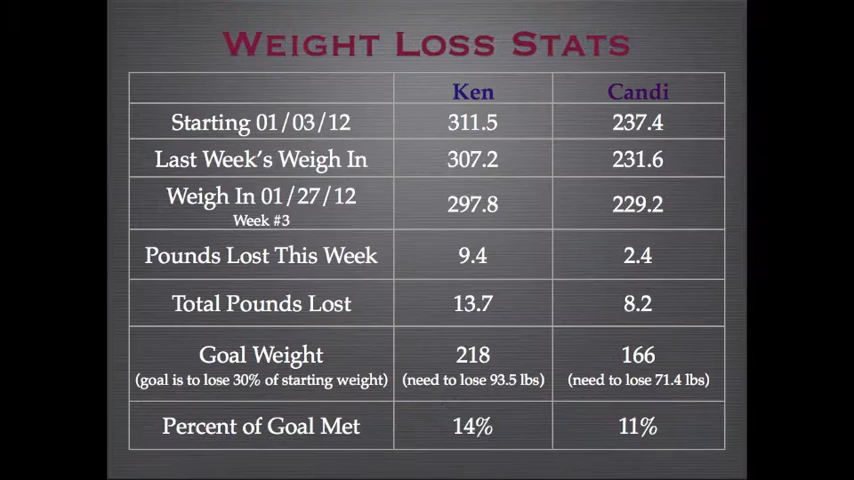 Weight Loss Stats
Ken Candi
Starting 01/03/12 311.5 237.4
Last Week's Weigh In 307.2 231.6
Weigh In 01/27/12 297.8 229.2
Week #3
Pounds Lost This Week 9.4 2.4
Total Pounds Lost 13.7 8.2
Goal Weight 218 166
(goal is to lose 30% of starting weight) (need to lose 93.5 lbs) (need to lose 71.4 lbs)
Percent of Goal Met 14% 11%